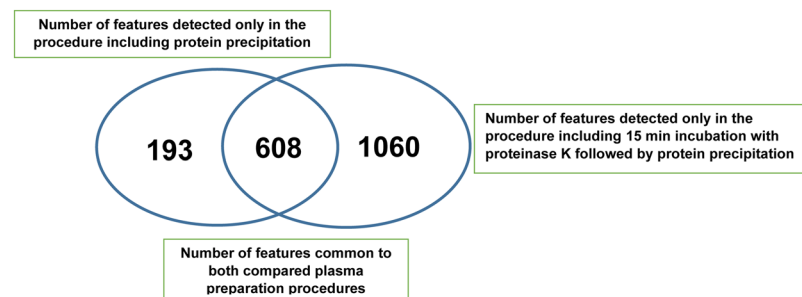 Number of features detected only in the
procedure including protein precipitation
193
608
1060
Number of features detected only in the
procedure including 15 min incubation with
proteinase K followed by protein precipitation
Number of features common to
both compared plasma
preparation procedures